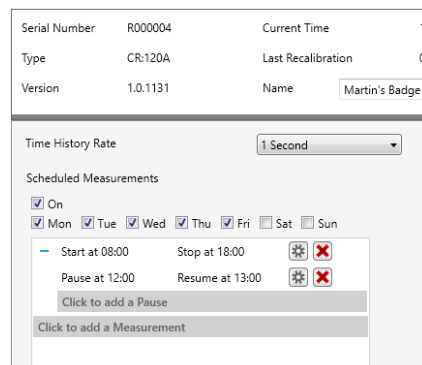 Serial Number R000004 Current Time
Type CR:120A Last Recalibration
Version 1.0.1131 Name Martin's Badge
Time History Rate 1 Second
Scheduled Measurements
On
Mon Tue Wed Thu Fri Sat Sun
Start at 08:00 Stop at 18:00
Pause at 12:00 Resume at 13:00
Click to add a Pause
Click to add a Measurement